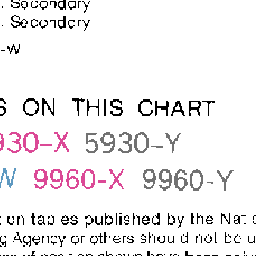 . Secondary
. Secondary
-W
ON THIS CHART
930-X 5930-Y
W 9960-X 9960-Y
on tables published by the Nat
Agency or others should not be u